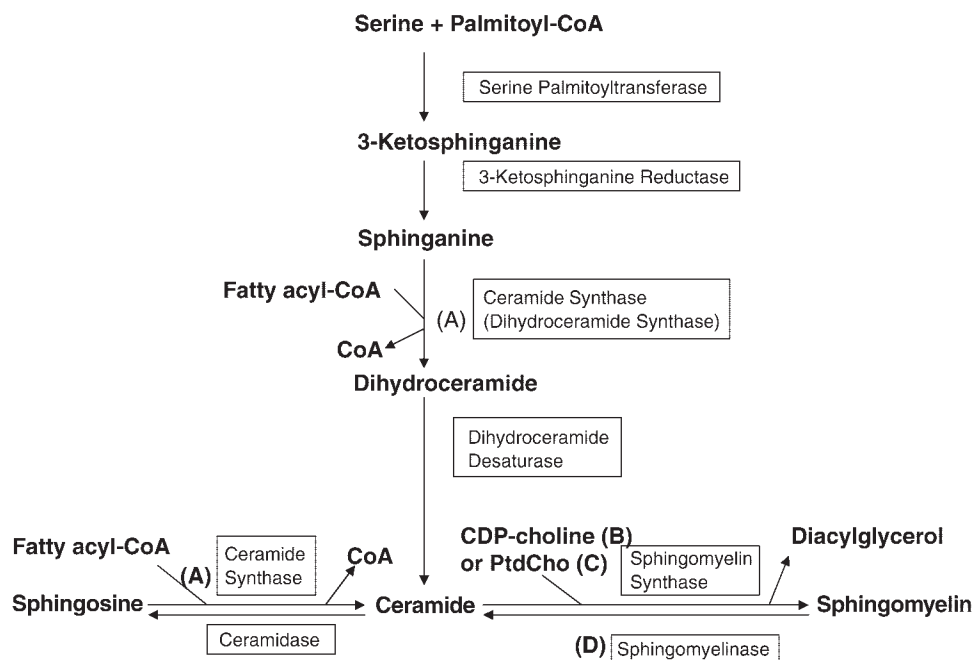 Serine + Palmitoyl-CoA
Serine Palmitoyltransferase
3-Ketosphinganine
3-Ketosphinganine Reductase
Sphinganine
Fatty acyl-CoA
(A)
Ceramide Synthase
(Dihydroceramide Synthase)
CoA
Dihydroceramide
Dihydroceramide
Desaturase
Fatty acyl-CoA
(A)
Ceramide
Synthase
CoA
CDP-choline (B)
or PtdCho (C)
Sphingomyelin
Synthase
Diacylglycerol
Sphingosine
Ceramide
Sphingomyelin
Ceramidase
(D)
Sphingomyelinase